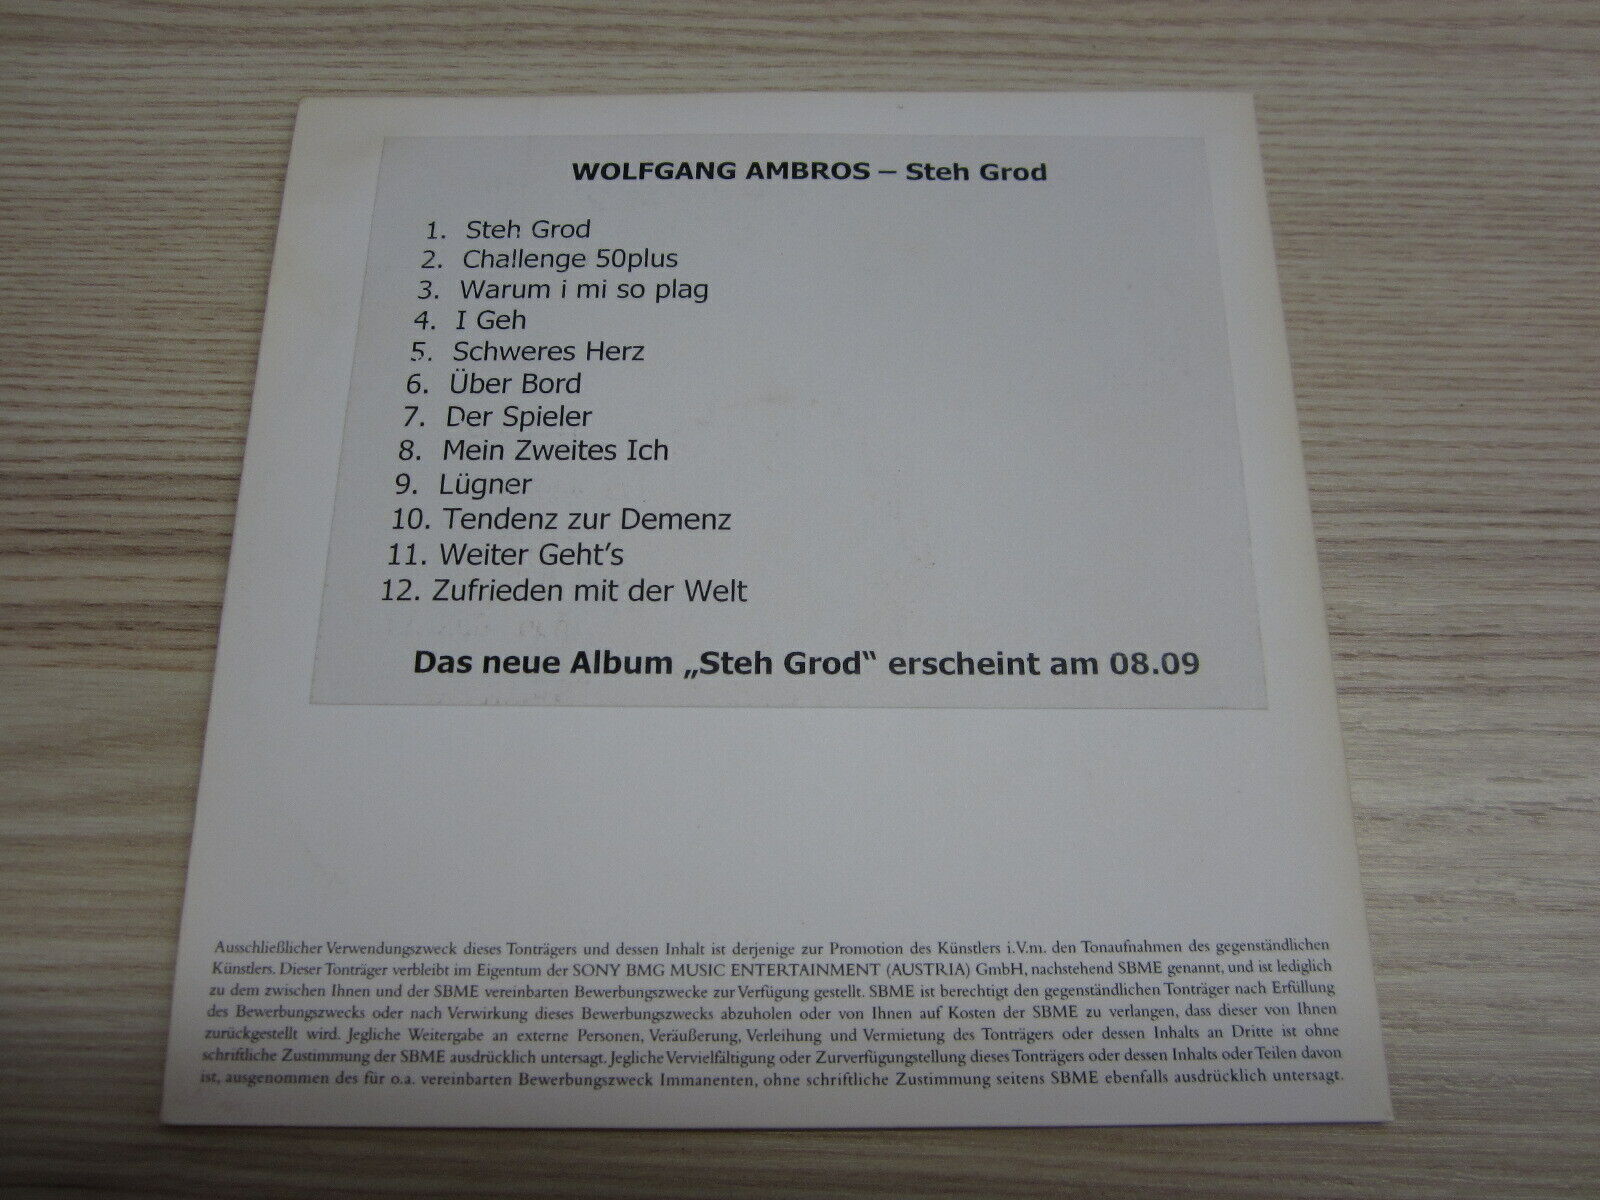 WOLFGANG AMBROS – Steh Grod
1. Steh Grod
2. Challenge 50plus
3. Warum i mi so plag
4. I Geh
5. Schweres Herz
6. Über Bord
7. Der Spieler
8. Mein Zweites Ich
9. Lügner
10. Tendenz zur Demenz
11. Weiter Geht's
12. Zufrieden mit der Welt
Das neue Album „Steh Grod“ erscheint am 08.09
Ausschließlicher Verwendungszweck dieses Tonträgers und dessen Inhalt ist derjenige zur Promotion des Künstlers i.V.m. den Tonaufnahmen des gegenständlichen
Künstlers. Dieser Tonträger verbleibt im Eigentum der SONY BMG MUSIC ENTERTAINMENT (AUSTRIA) GmbH, nachstehend SBME genannt, und ist lediglich
zu dem zwischen Ihnen und der SBME vereinbarten Bewerbungszwecke zur Verfügung gestellt. SBME ist berechtigt den gegenständlichen Tonträger nach Erfüllung
des Bewerbungszwecks oder nach Verwirkung dieses Bewerbungszwecks abzuholen oder von Ihnen auf Kosten der SBME zu verlangen, dass dieser von Ihnen
zurückgestellt wird. Jegliche Weitergabe an externe Personen, Veräußerung, Verleihung und Vermietung des Tonträgers oder dessen Inhalts an Dritte ist ohne
schriftliche Zustimmung der SBME ausdrücklich untersagt. Jegliche Vervielfältigung oder Zurverfügungstellung dieses Tonträgers oder dessen Inhalts oder Teilen davon
ist, ausgenommen des für o.a. vereinbarten Bewerbungszweck Immanenten, ohne schriftliche Zustimmung seitens SBME ebenfalls ausdrücklich untersagt.